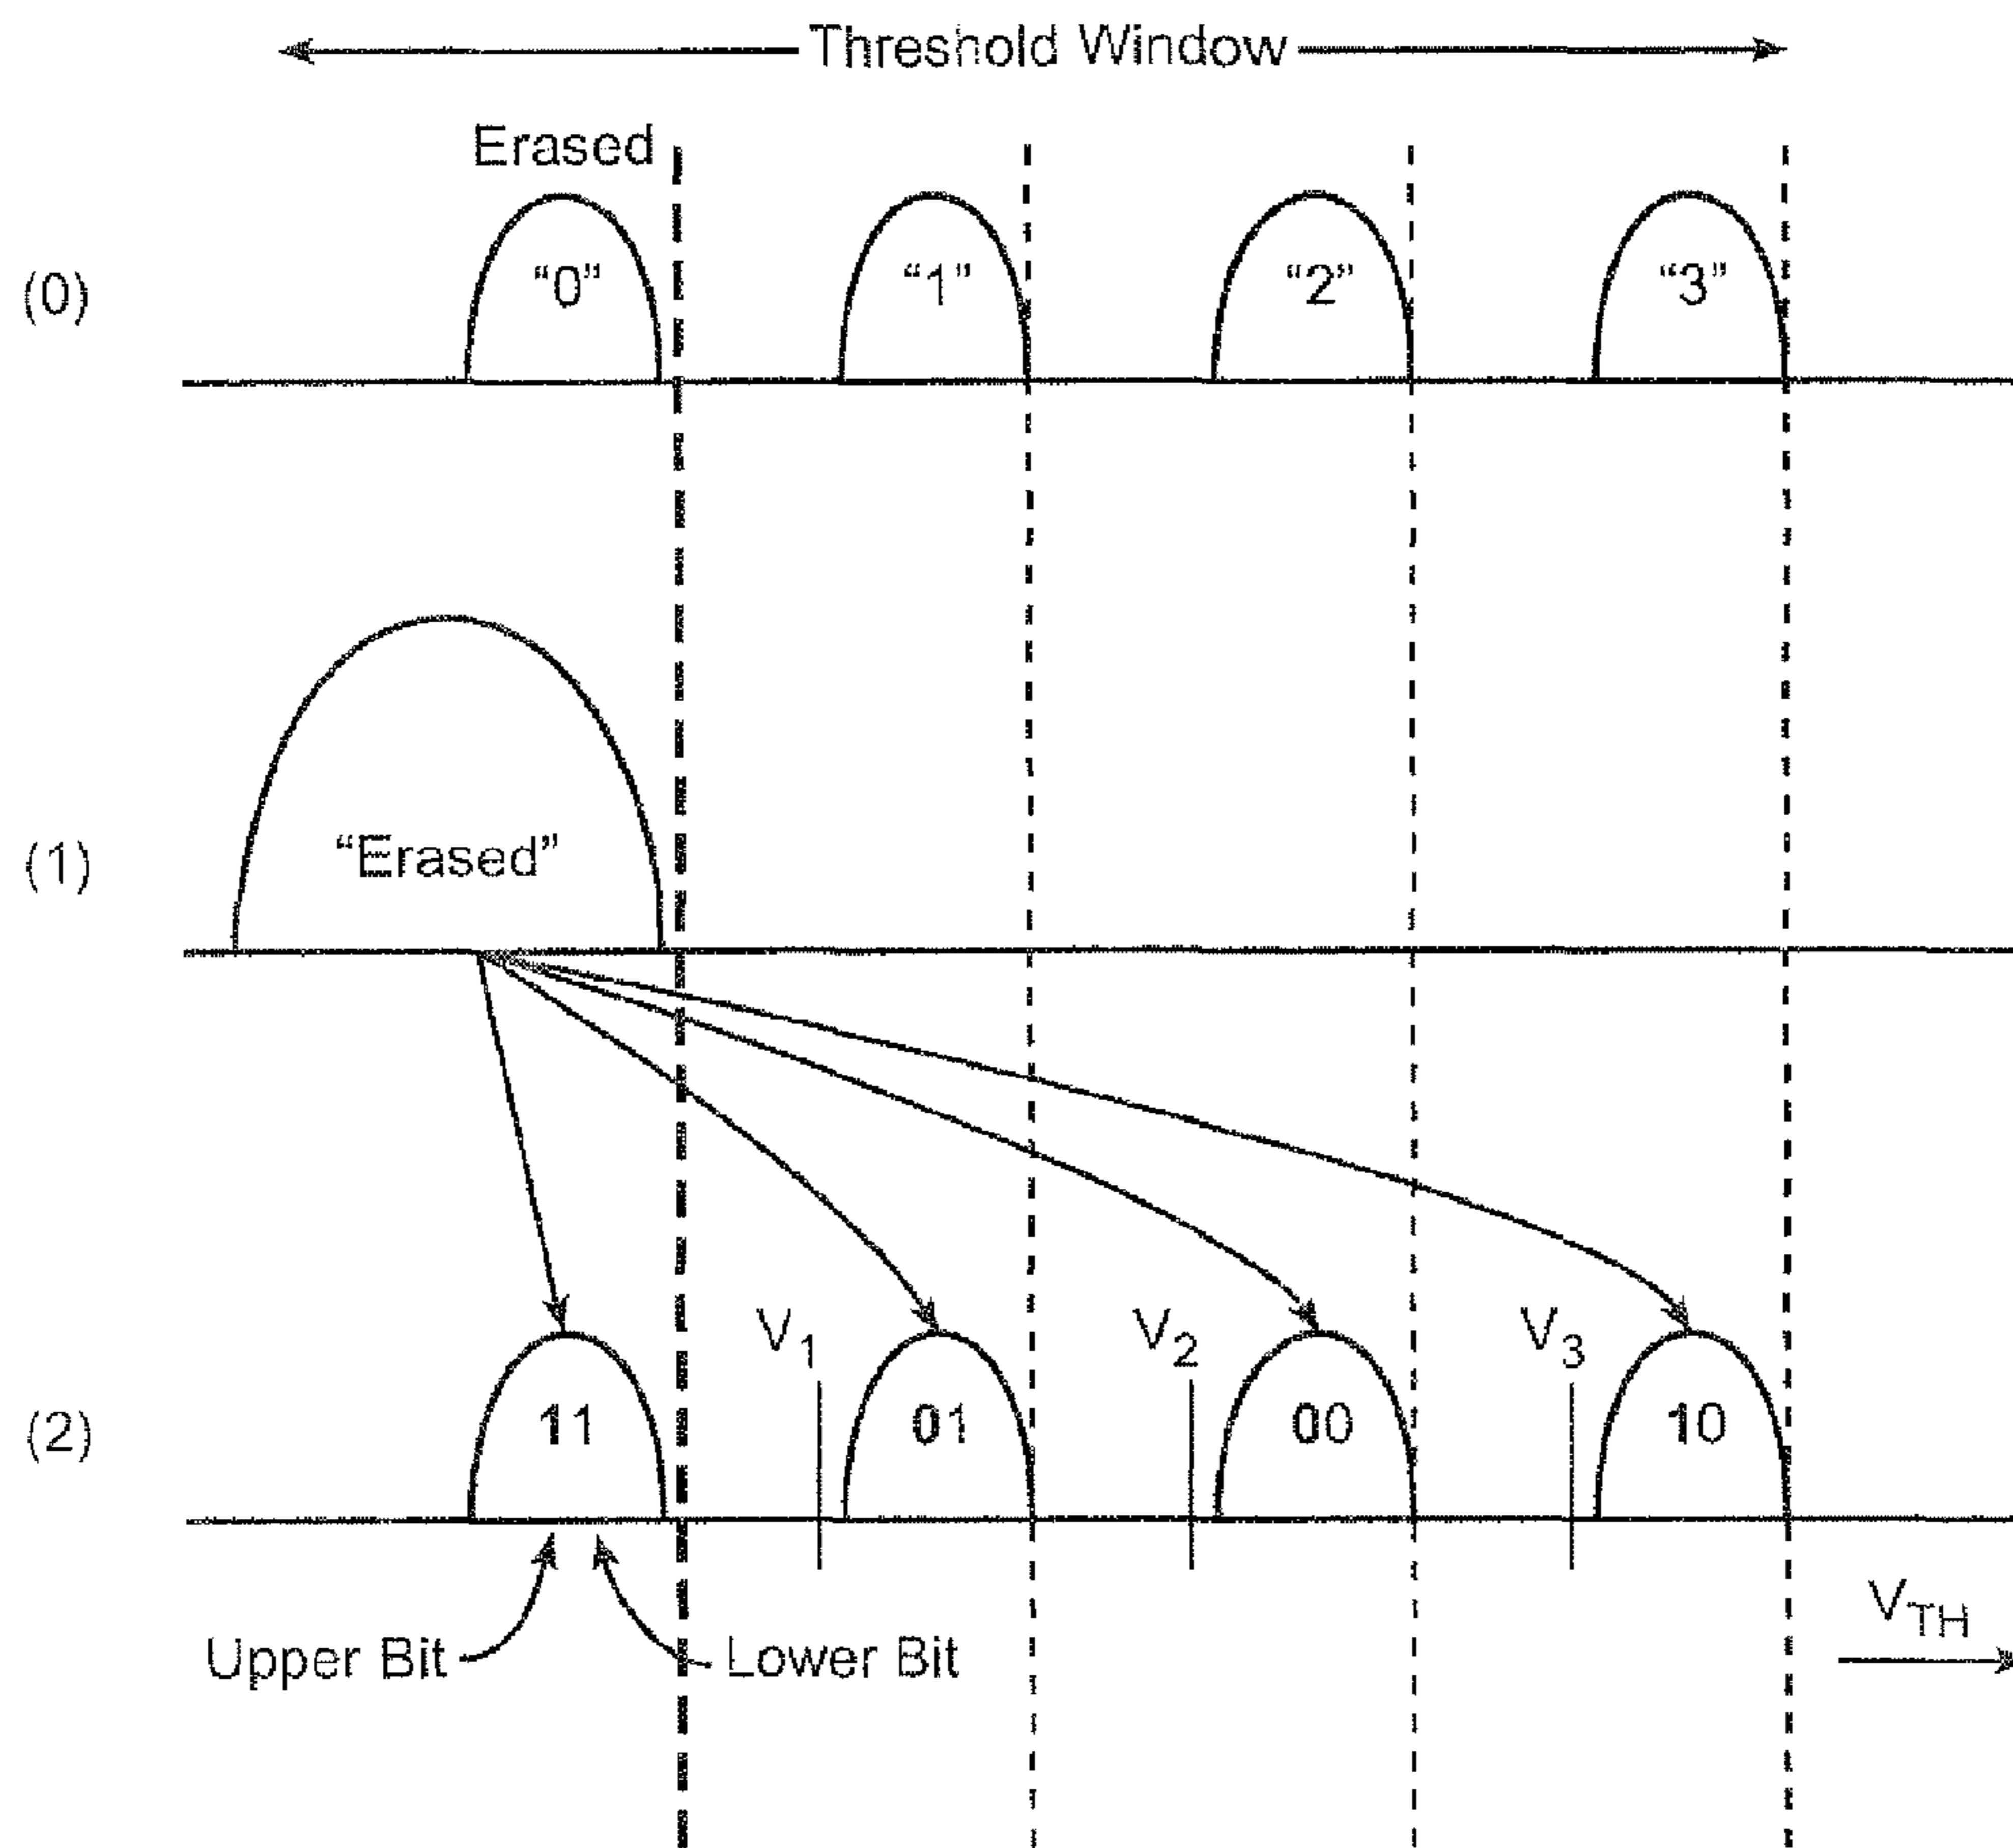 Threshold Window
Erased
(0) “0” “1” “2” “3”
(1) “Erased”
V1 V2 V3
(2) 11 01 00 10
VTH
Upper Bit Lower Bit